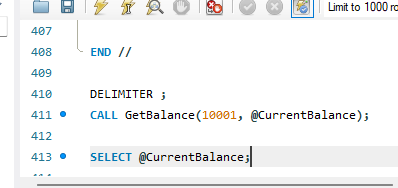 Limit to 1000 ro
407
408 END //
409
410 DELIMITER ;
411 CALL GetBalance(10001, @CurrentBalance);
412
413 SELECT @CurrentBalance;